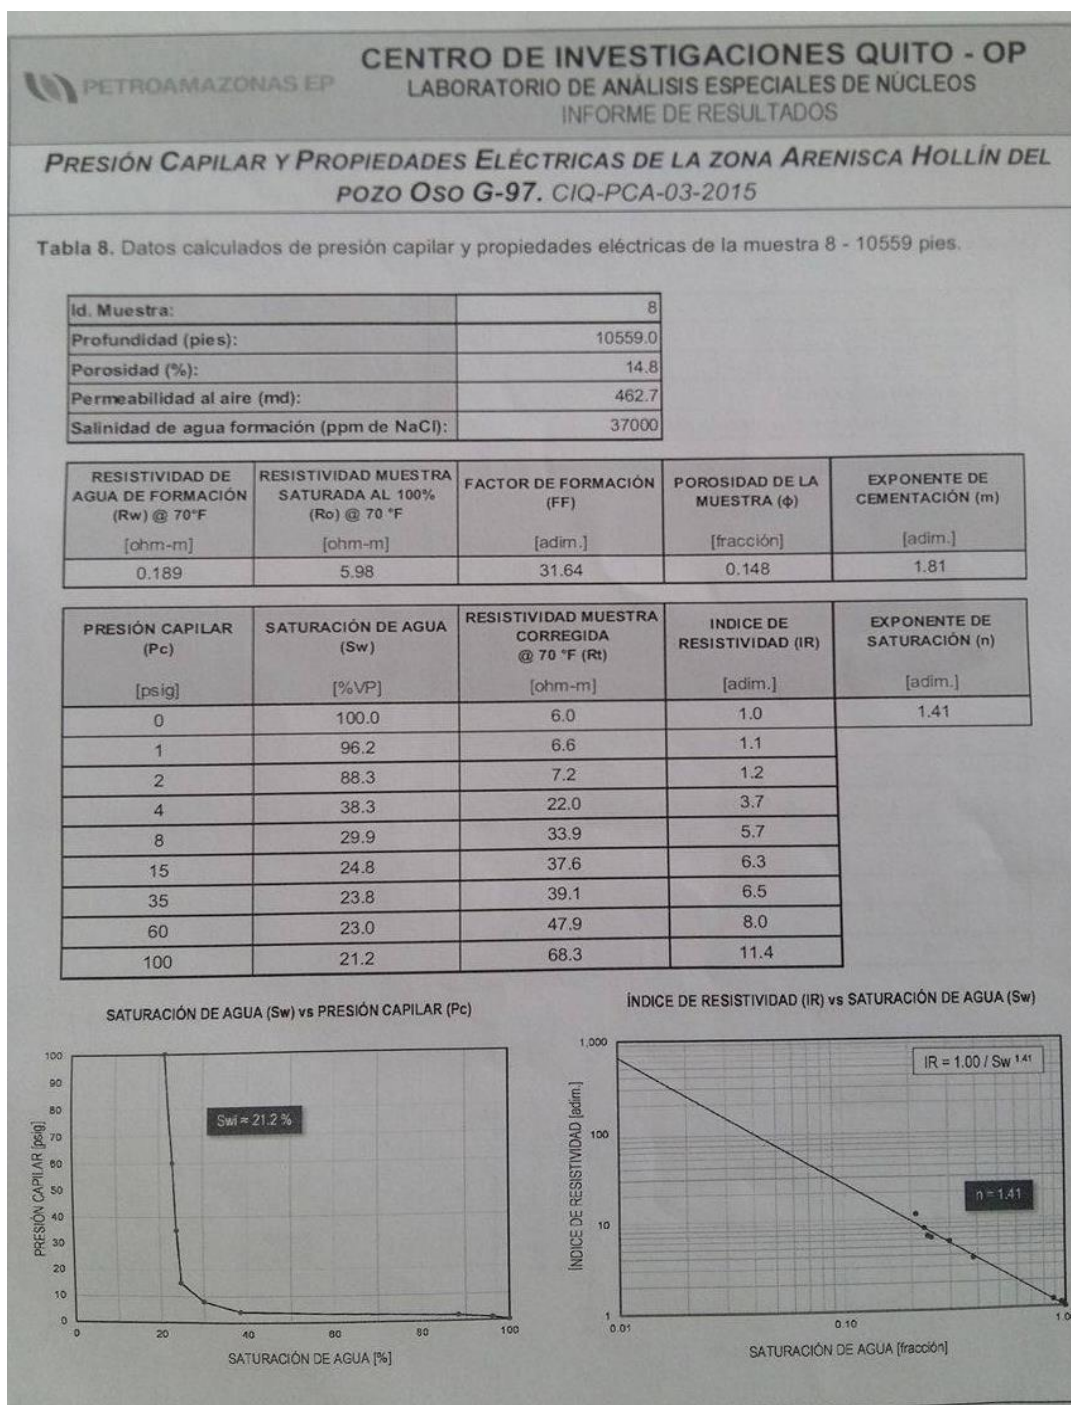 PETROAMAZONAS EP
CENTRO DE INVESTIGACIONES QUITO - OP
LABORATORIO DE ANÁLISIS ESPECIALES DE NÚCLEOS
INFORME DE RESULTADOS
PRESIÓN CAPILAR Y PROPIEDADES ELÉCTRICAS DE LA ZONA ARENISCA HOLLÍN DEL
POZO OSO G-97. CIQ-PCA-03-2015
Tabla 8. Datos calculados de presión capilar y propiedades eléctricas de la muestra 8 - 10559 pies.
Id. Muestra: 8
Profundidad (pies): 10559.0
Porosidad (%): 14.8
Permeabilidad al aire (md): 462.7
Salinidad de agua formación (ppm de NaCl): 37000
RESISTIVIDAD DE AGUA DE FORMACIÓN (Rw) @ 70°F [ohm-m]
RESISTIVIDAD MUESTRA SATURADA AL 100% (Ro) @ 70 °F [ohm-m]
FACTOR DE FORMACIÓN (FF) [adim.]
POROSIDAD DE LA MUESTRA (ɸ) [fracción]
EXPONENTE DE CEMENTACIÓN (m) [adim.]
0.189 5.98 31.64 0.148 1.81
PRESIÓN CAPILAR (Pc) [psig]
SATURACIÓN DE AGUA (Sw) [%VP]
RESISTIVIDAD MUESTRA CORREGIDA @ 70 °F (Rt) [ohm-m]
INDICE DE RESISTIVIDAD (IR) [adim.]
EXPONENTE DE SATURACIÓN (n) [adim.]
0 100.0 6.0 1.0 1.41
1 96.2 6.6 1.1
2 88.3 7.2 1.2
4 38.3 22.0 3.7
8 29.9 33.9 5.7
15 24.8 37.6 6.3
35 23.8 39.1 6.5
60 23.0 47.9 8.0
100 21.2 68.3 11.4
SATURACIÓN DE AGUA (Sw) vs PRESIÓN CAPILAR (Pc)
100
90
80
70
60
50
40
30
20
10
0
PRESIÓN CAPILAR [psig]
Swi ≈ 21.2 %
0 20 40 60 80 100
SATURACIÓN DE AGUA [%]
ÍNDICE DE RESISTIVIDAD (IR) vs SATURACIÓN DE AGUA (Sw)
1,000
100
10
1
ÍNDICE DE RESISTIVIDAD [adim.]
IR = 1.00 / Sw 1.41
n = 1.41
0.01 0.10 1.0
SATURACIÓN DE AGUA [fracción]